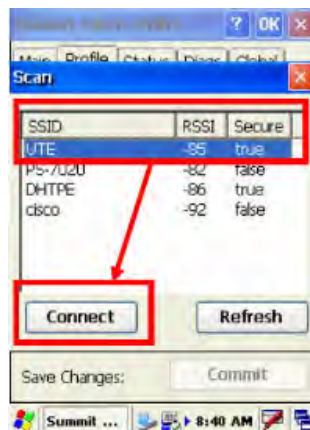 ? OK ×
Main Profile Status Diags Global
Scan ×
SSID RSSI Secure
UTE -85 true
PS-7020 -82 false
DHTPE -86 true
cisco -92 false
Connect Refresh
Save Changes: Commit
Summit ... 8:40 AM